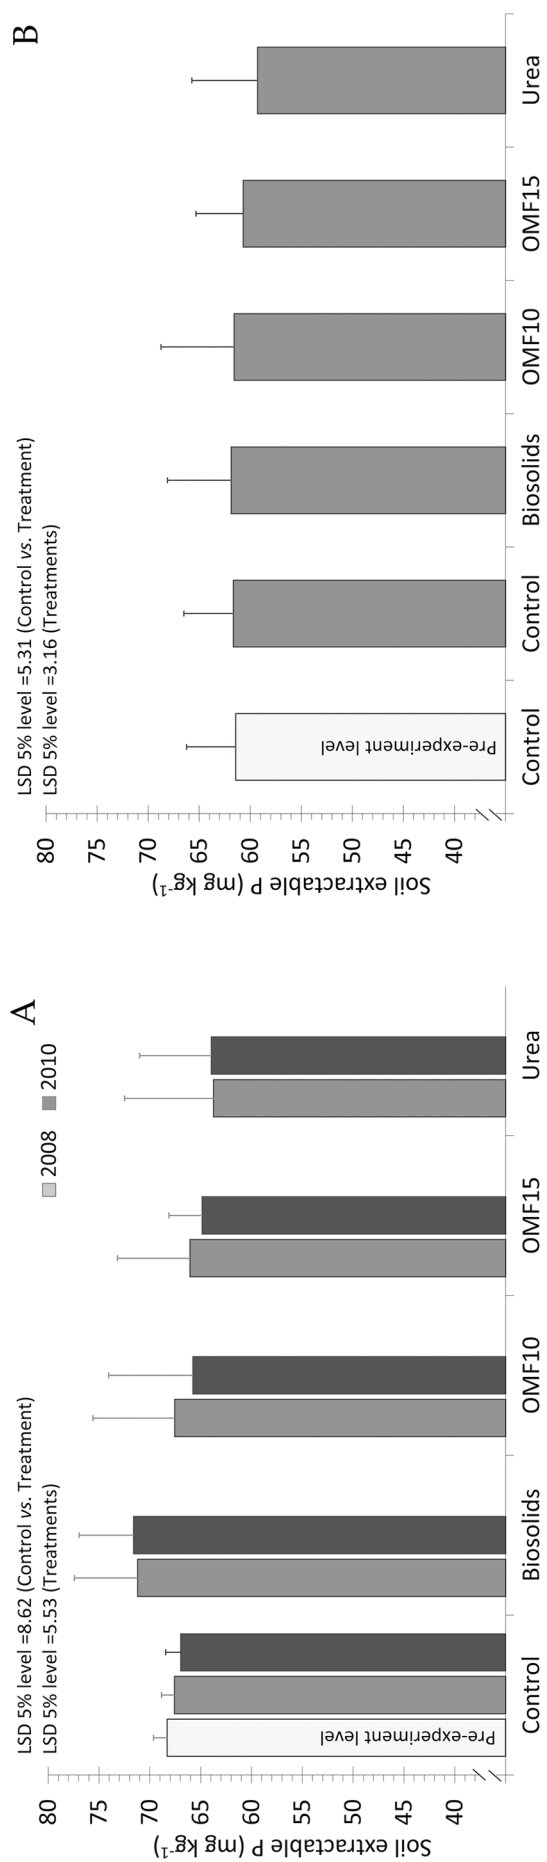 A
LSD 5% level =8.62 (Control vs. Treatment)
LSD 5% level =5.53 (Treatments)
2008 2010
Soil extractable P (mg kg-1)
80
75
70
65
60
55
50
45
40
Pre-experiment level
Control Biosolids OMF10 OMF15 Urea
B
LSD 5% level =5.31 (Control vs. Treatment)
LSD 5% level =3.16 (Treatments)
Soil extractable P (mg kg-1)
80
75
70
65
60
55
50
45
40
Pre-experiment level
Control Control Biosolids OMF10 OMF15 Urea